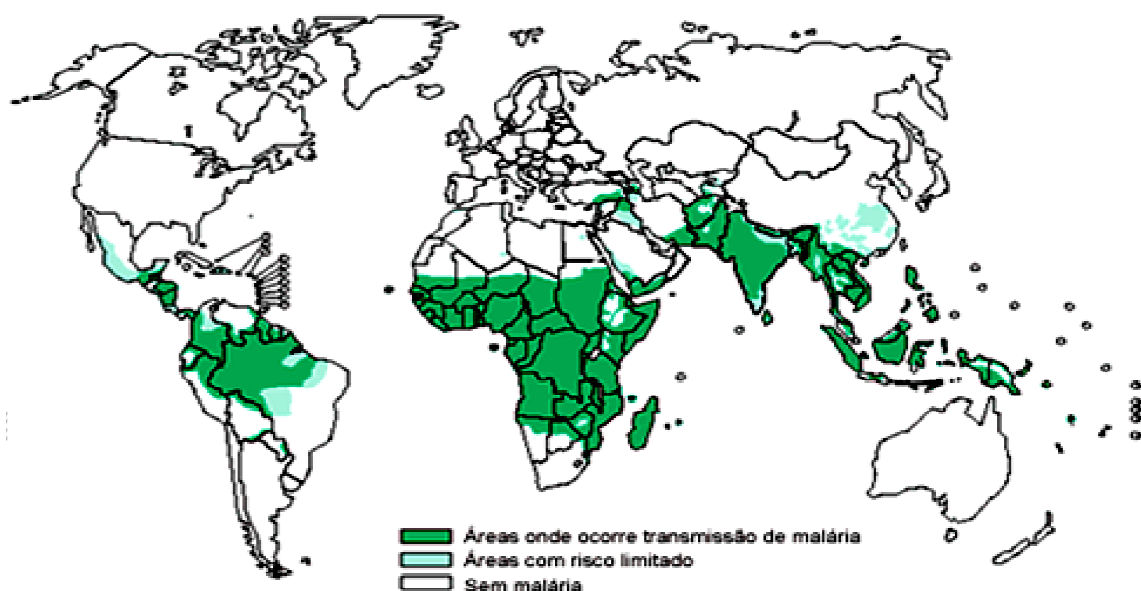 Áreas onde ocorre transmissão de malária
Áreas com risco limitado
Sem malária